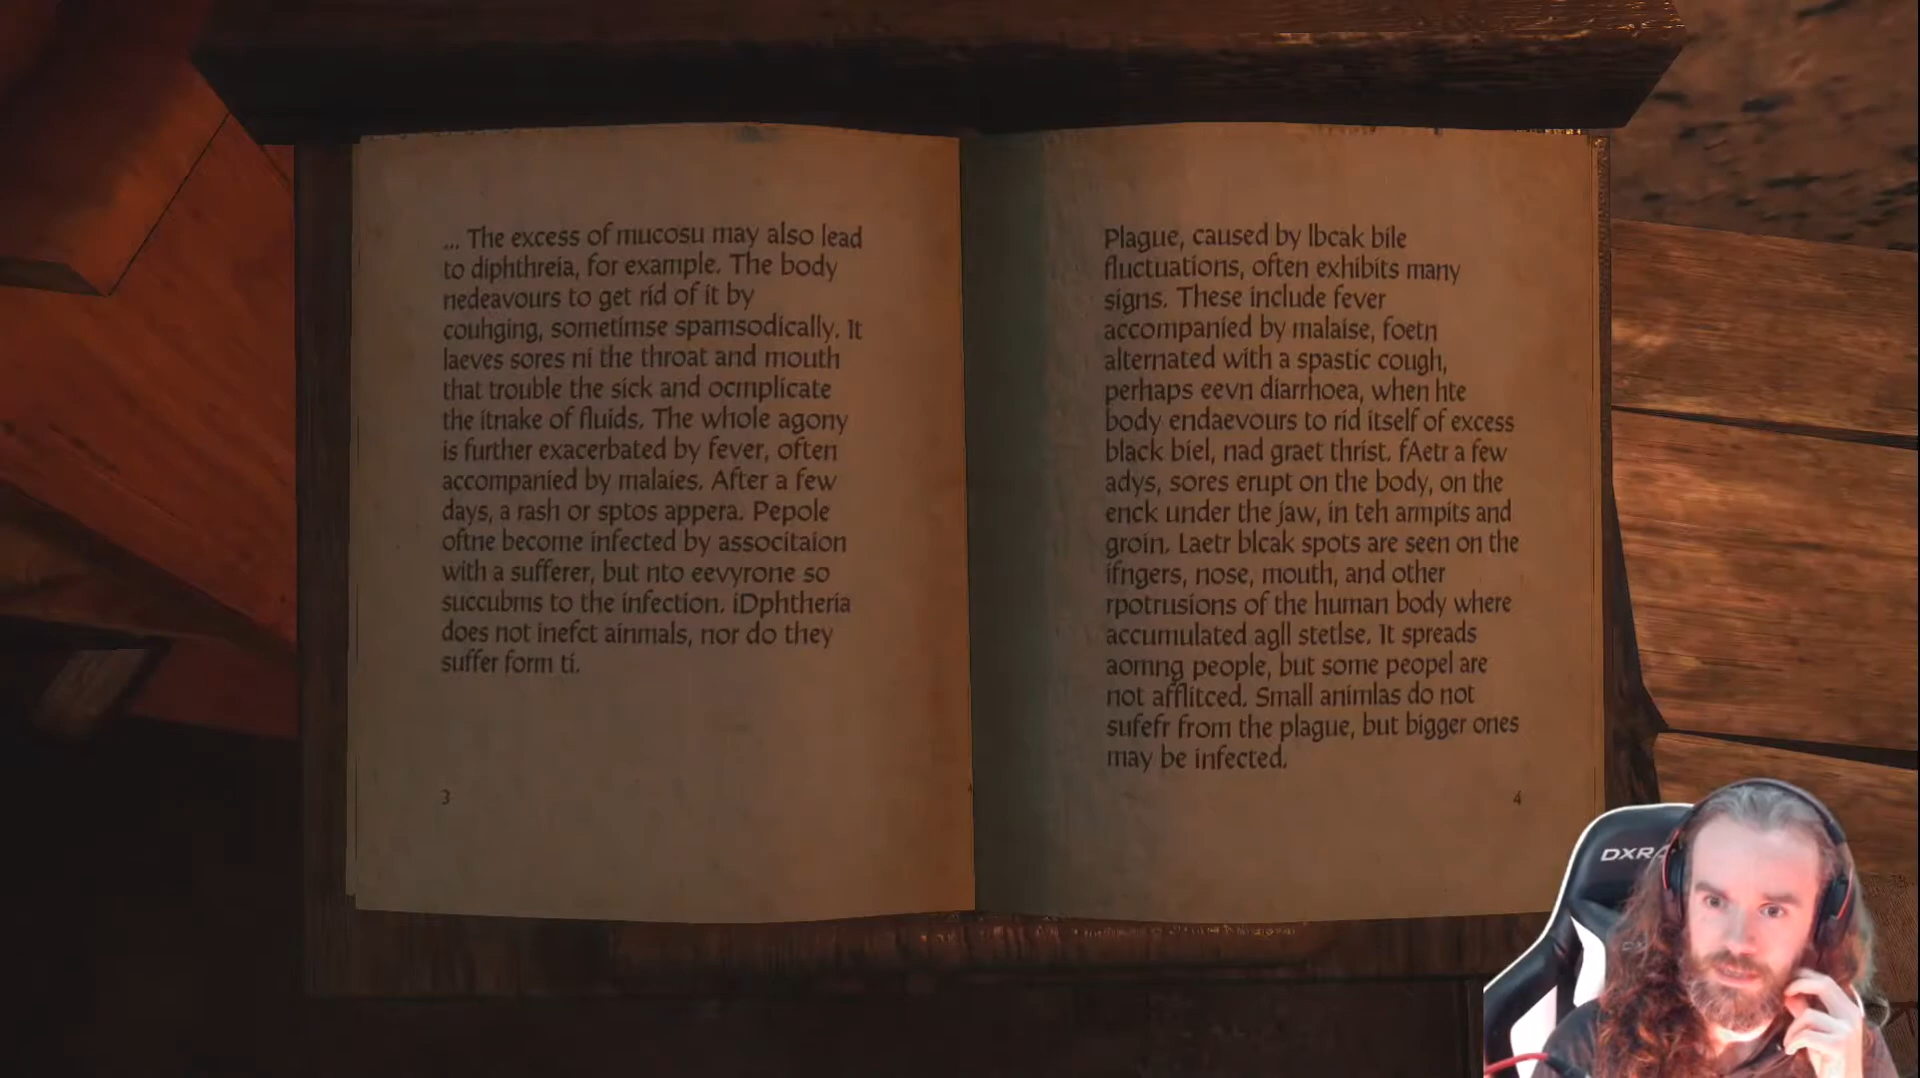 ... The excess of mucosu may also lead
to diphthreia, for example. The body
nedeavours to get rid of it by
couhging, sometimse spamsodically. It
laeves sores ni the throat and mouth
that trouble the sick and ocmplicate
the itnake of fluids. The whole agony
is further exacerbated by fever, often
accompanied by malaies. After a few
days, a rash or sptos appera. Pepole
oftne become infected by associtaion
with a sufferer, but nto eevyrone so
succubms to the infection. iDphtheria
does not inefct ainmals, nor do they
suffer form ti.
3
Plague, caused by lbcak bile
fluctuations, often exhibits many
signs. These include fever
accompanied by malaise, foetn
alternated with a spastic cough,
perhaps eevn diarrhoea, when hte
body endaevours to rid itself of excess
black biel, nad graet thrist. fAetr a few
adys, sores erupt on the body, on the
enck under the jaw, in teh armpits and
groin. Laetr blcak spots are seen on the
ifngers, nose, mouth, and other
rpotrusions of the human body where
accumulated agll stetlse. It spreads
aomng people, but some peopel are
not afflitced. Small animlas do not
sufefr from the plague, but bigger ones
may be infected.
4